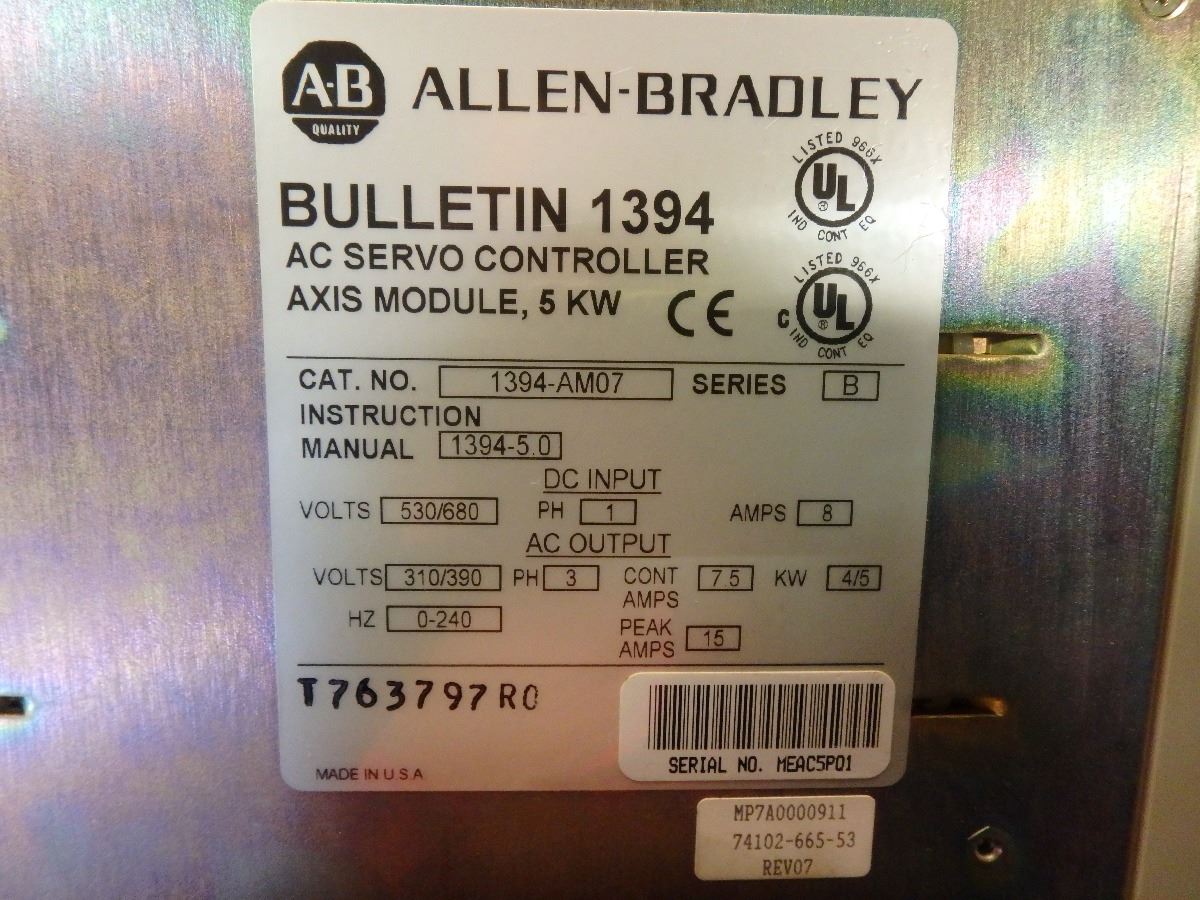 A-B
QUALITY
ALLEN-BRADLEY
LISTED 966X
UL
®
IND CONT EQ
BULLETIN 1394
AC SERVO CONTROLLER
AXIS MODULE, 5 KW
CE
LISTED 966X
C UL
®
IND CONT EQ
CAT. NO. 1394-AM07 SERIES B
INSTRUCTION
MANUAL 1394-5.0
DC INPUT
VOLTS 530/680 PH 1 AMPS 8
AC OUTPUT
VOLTS 310/390 PH 3 CONT AMPS 7.5 KW 4/5
HZ 0-240 PEAK AMPS 15
T763797R0
SERIAL NO. MEAC5P01
MADE IN U.S.A
MP7A0000911
74102-665-53
REV07